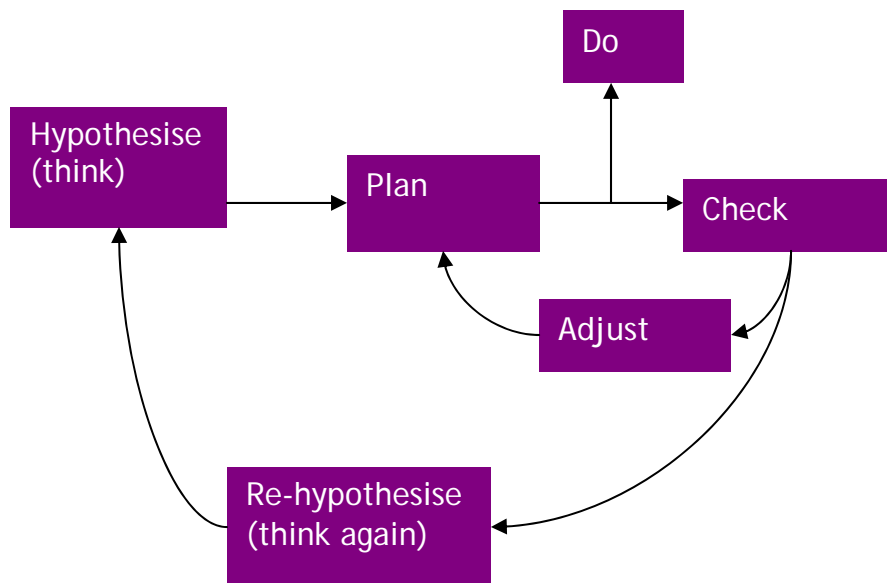 Do
Hypothesise
(think)
Plan
Check
Adjust
Re-hypothesise
(think again)